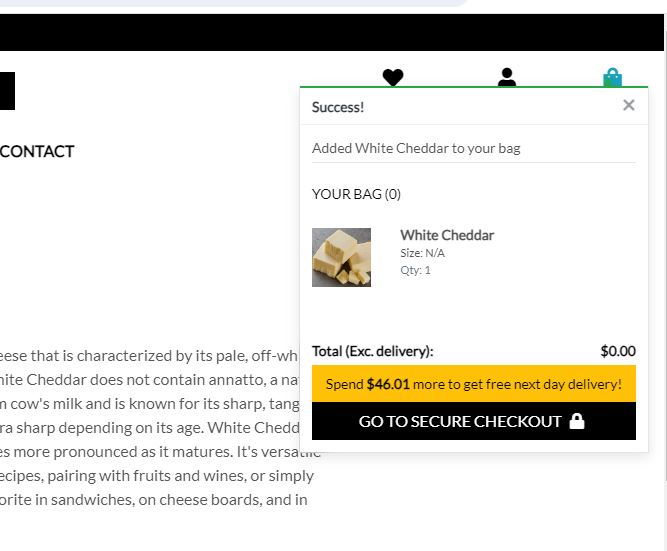 Success!
×
CONTACT
Added White Cheddar to your bag
YOUR BAG (0)
White Cheddar
Size: N/A
Qty: 1
Total (Exc. delivery): $0.00
Spend $46.01 more to get free next day delivery!
GO TO SECURE CHECKOUT
eese that is characterized by its pale, off-wh
hite Cheddar does not contain annatto, a na
m cow's milk and is known for its sharp, tang
ra sharp depending on its age. White Chedd
es more pronounced as it matures. It's versatile
ecipes, pairing with fruits and wines, or simply
orite in sandwiches, on cheese boards, and in